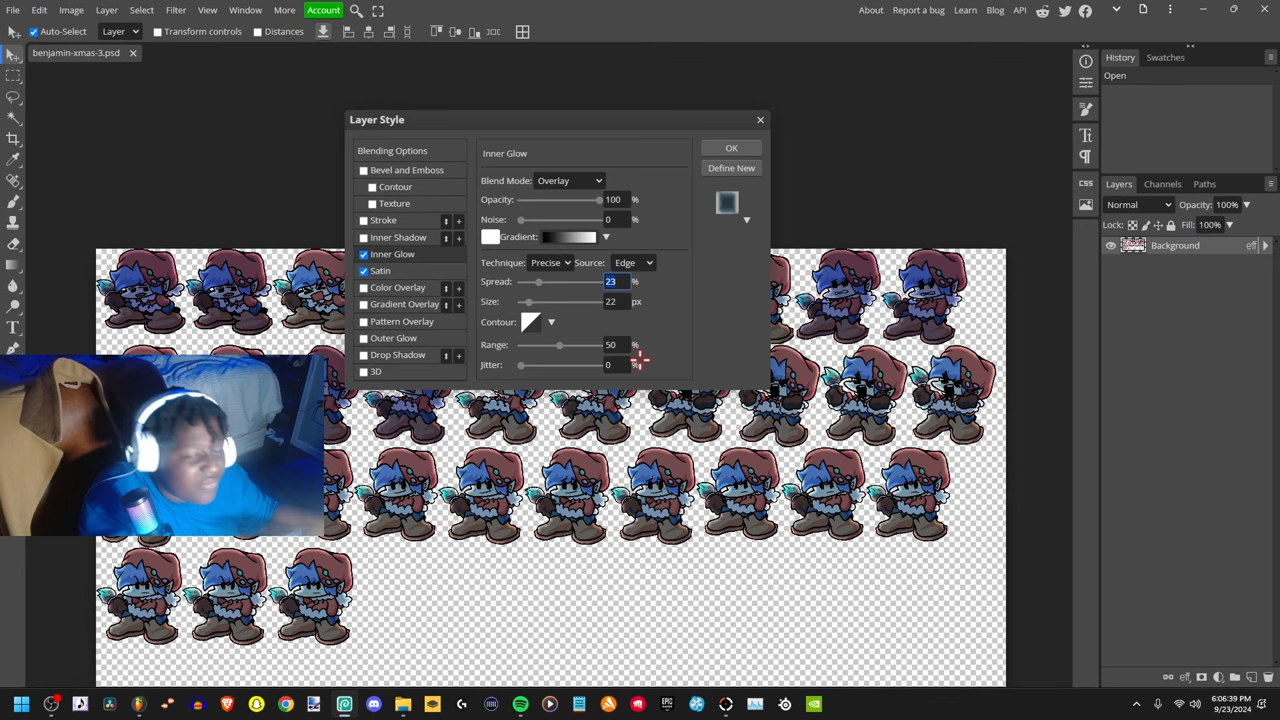 File Edit Image Layer Select Filter View Window More Account About Report a bug Learn Blog API
Auto-Select Layer Transform controls Distances
benjamin-xmas-3.psd
History Swatches
Open
Layer Style
Blending Options
Bevel and Emboss
Contour
Texture
Stroke
Inner Shadow
Inner Glow
Satin
Color Overlay
Gradient Overlay
Pattern Overlay
Outer Glow
Drop Shadow
3D
Inner Glow
Blend Mode: Overlay
Opacity: 100 %
Noise: 0 %
Gradient:
Technique: Precise Source: Edge
Spread: 23 %
Size: 22 px
Contour:
Range: 50 %
Jitter: 0 %
OK
Define New
CSS
Layers Channels Paths
Normal Opacity: 100%
Lock: Fill: 100%
Background eff
eff
6:06:39 PM
9/23/2024